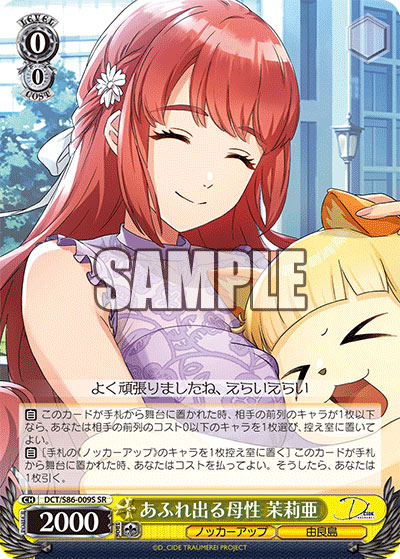 LEVEL
0
0
COST
SAMPLE
よく頑張りましたね、えらいえらい
自 このカードが手札から舞台に置かれた時、相手の前列のキャラが1枚以下
なら、あなたは相手の前列のコスト0以下のキャラを1枚選び、控え室に置いて
よい。
自 [手札の《ノッカーアップ》のキャラを1枚控え室に置く] このカードが手札
から舞台に置かれた時、あなたはコストを払ってよい。そうしたら、あなた
は1枚引く。
CH DCT/S86-009S SR
POWER
2000
あふれ出る母性 茉莉亜
ノッカーアップ
由良島
©D_CIDE TRAUMEREI PROJECT